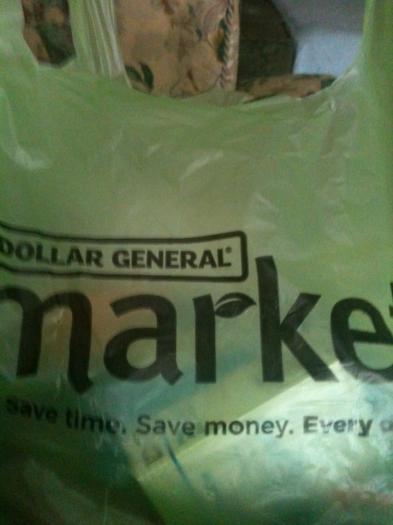 DOLLAR GENERAL®
marke
Save time. Save money. Every